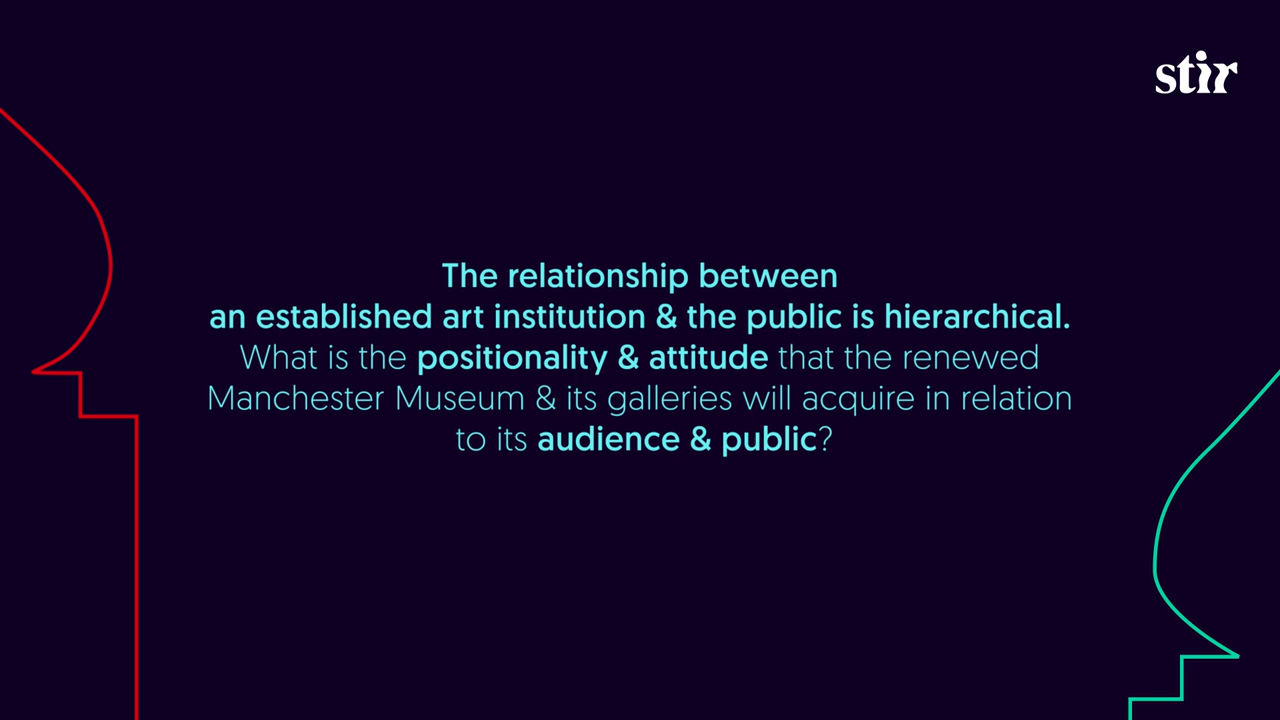 stir
The relationship between
an established art institution & the public is hierarchical.
What is the positionality & attitude that the renewed
Manchester Museum & its galleries will acquire in relation
to its audience & public?